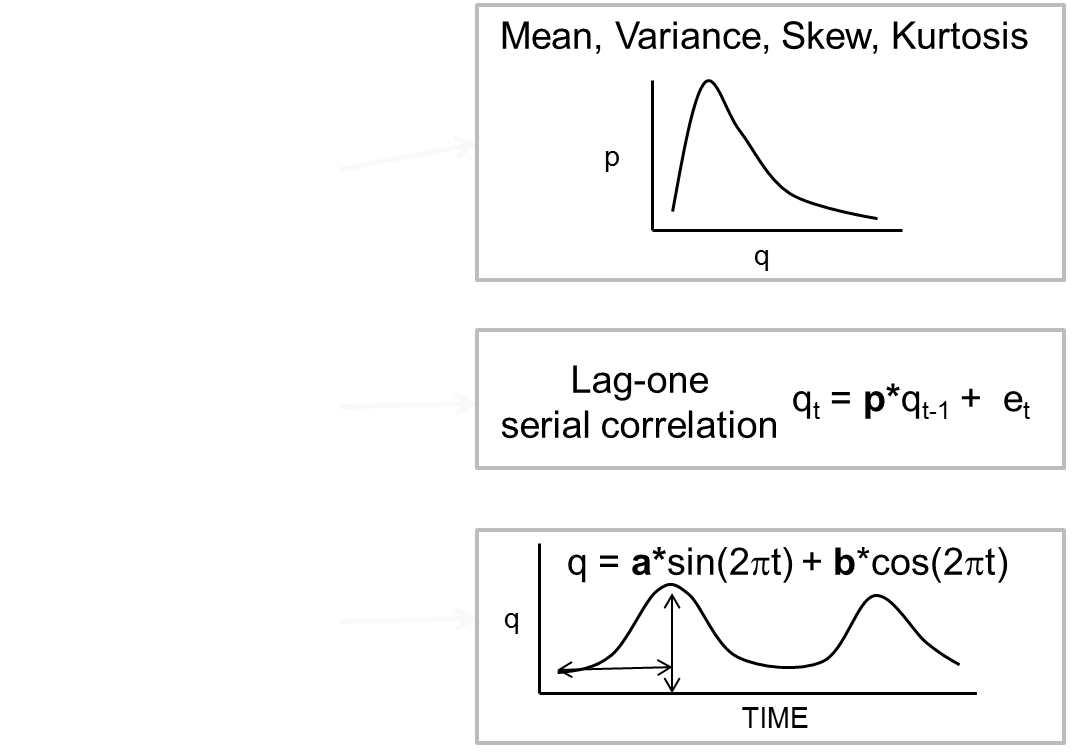 Mean, Variance, Skew, Kurtosis
p
q
Lag-one
serial correlation
qt = p*qt-1 + et
q = a*sin(2πt) + b*cos(2πt)
q
TIME